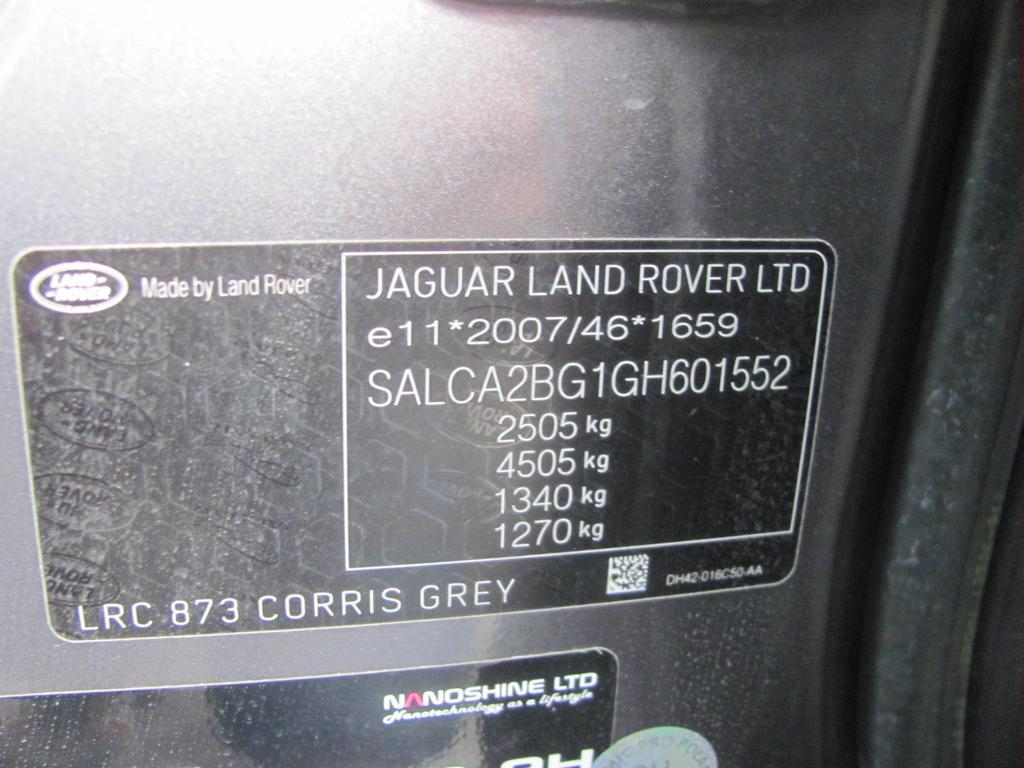 LAND-
-ROVER
Made by Land Rover
JAGUAR LAND ROVER LTD
e11*2007/46*1659
SALCA2BG1GH601552
2505 kg
4505 kg
1340 kg
1270 kg
LRC 873 CORRIS GREY
DH42-016C50-AA
NANOSHINE LTD
Nanotechnology as a lifestyle